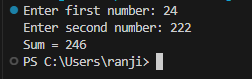 Enter first number: 24
Enter second number: 222
Sum = 246
PS C:\Users\ranji>